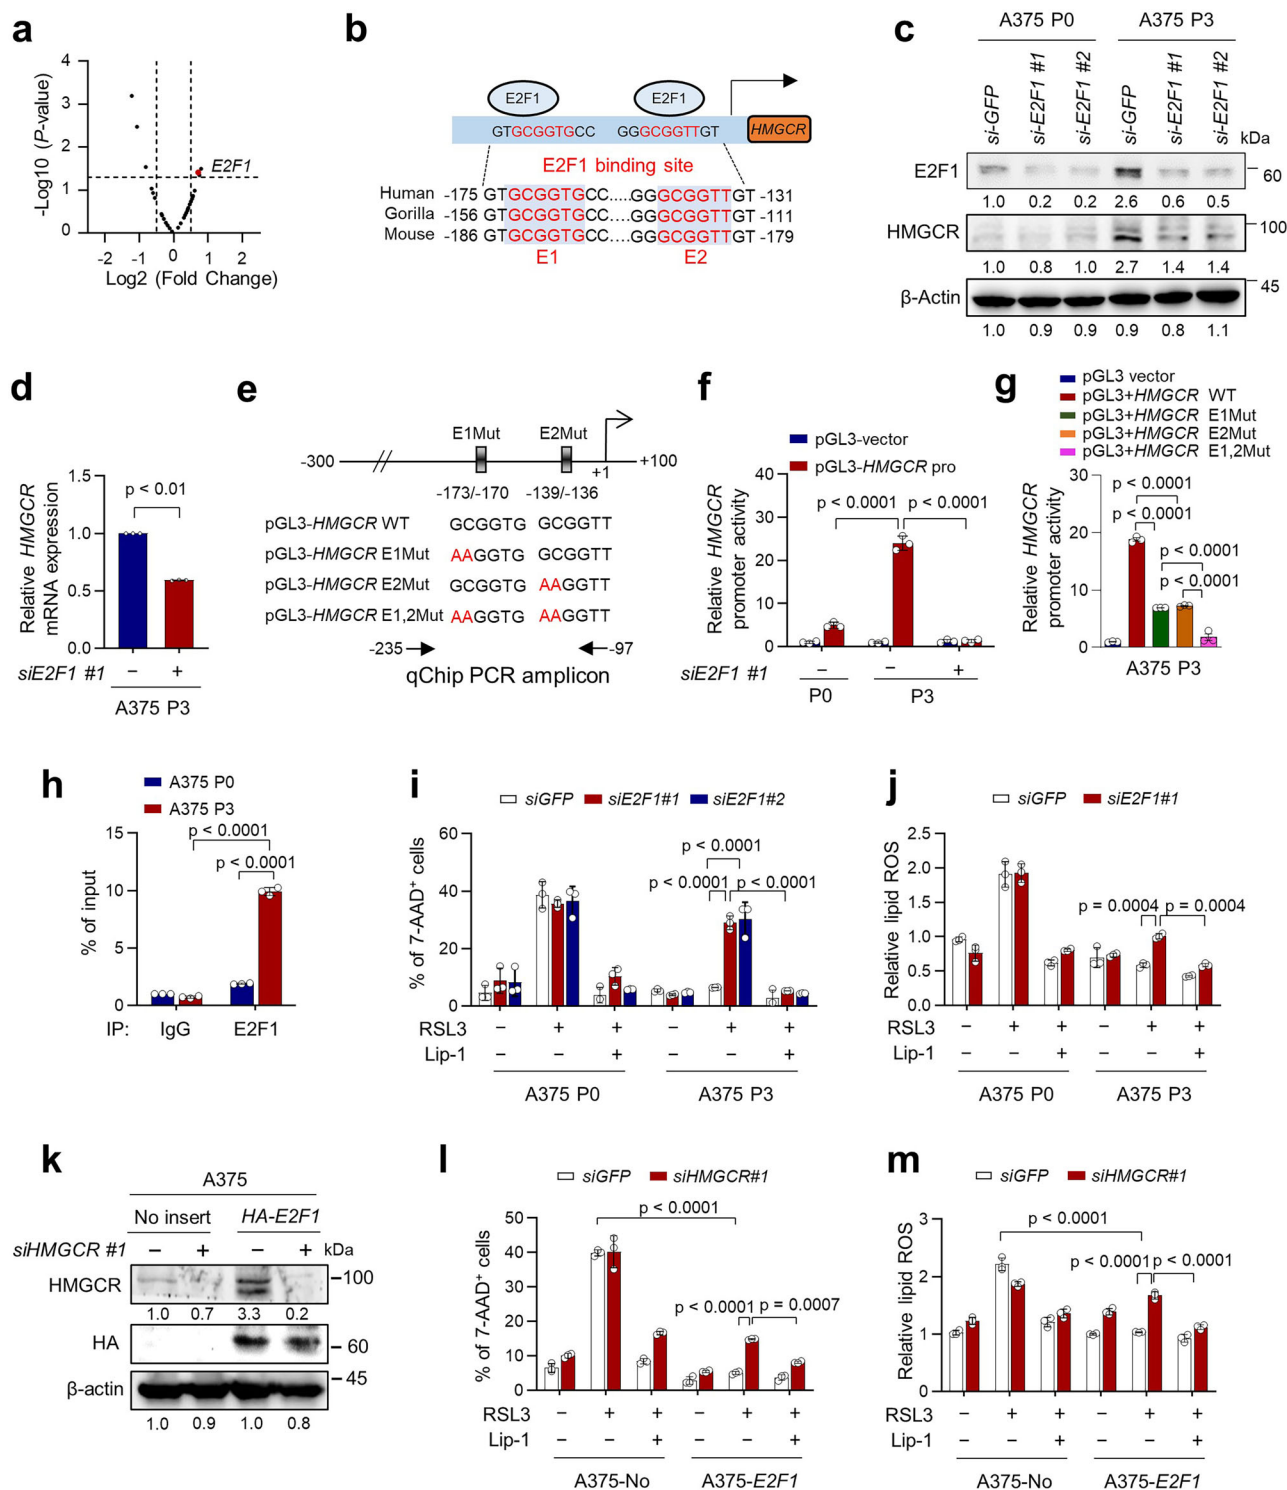 a
4
3
2
1
0
-Log10 (P-value)
E2F1
-2 -1 0 1 2
Log2 (Fold Change)
b
E2F1 E2F1
GTGCGGTGCC GGGCGGTTGT HMGCR
E2F1 binding site
Human -175 GTGCGGTGCC.....GGGCGGTTGT -131
Gorilla -156 GTGCGGTGCC.....GGGCGGTTGT -111
Mouse -186 GTGCGGTGCC....GGGCGGTTGT -179
E1 E2
c
A375 P0 A375 P3
si-GFP si-E2F1 #1 si-E2F1 #2 si-GFP si-E2F1 #1 si-E2F1 #2
kDa
E2F1 60
1.0 0.2 0.2 2.6 0.6 0.5
HMGCR 100
1.0 0.8 1.0 2.7 1.4 1.4
β-Actin 45
1.0 0.9 0.9 0.9 0.8 1.1
d
Relative HMGCR
mRNA expression
1.5
1.0
0.5
0.0
p < 0.01
siE2F1 #1 – +
A375 P3
e
E1Mut E2Mut
-300 +1 +100
-173/-170 -139/-136
pGL3-HMGCR WT GCGGTG GCGGTT
pGL3-HMGCR E1Mut AAGGTG GCGGTT
pGL3-HMGCR E2Mut GCGGTG AAGGTT
pGL3-HMGCR E1,2Mut AAGGTG AAGGTT
-235 -97
qChip PCR amplicon
f
pGL3-vector
pGL3-HMGCR pro
Relative HMGCR
promoter activity
40
30
20
10
0
p < 0.0001 p < 0.0001
siE2F1 #1 – – +
P0 P3
g
pGL3 vector
pGL3+HMGCR WT
pGL3+HMGCR E1Mut
pGL3+HMGCR E2Mut
pGL3+HMGCR E1,2Mut
Relative HMGCR
promoter activity
30
20
10
0
p < 0.0001
p < 0.0001
p < 0.0001
p < 0.0001
A375 P3
h
A375 P0
A375 P3
% of input
15
10
5
0
p < 0.0001
p < 0.0001
IP: IgG E2F1
i
siGFP siE2F1#1 siE2F1#2
% of 7-AAD+ cells
60
40
20
0
p < 0.0001
p < 0.0001 p < 0.0001
RSL3 – + + – + +
Lip-1 – – + – – +
A375 P0 A375 P3
j
siGFP siE2F1#1
Relative lipid ROS
2.5
2.0
1.5
1.0
0.5
0.0
p = 0.0004 p = 0.0004
RSL3 – + + – + +
Lip-1 – – + – – +
A375 P0 A375 P3
k
A375
No insert HA-E2F1
siHMGCR #1 – + – + kDa
HMGCR 100
1.0 0.7 3.3 0.2
HA 60
β-actin 45
1.0 0.9 1.0 0.8
l
siGFP siHMGCR#1
% of 7-AAD+ cells
50
40
30
20
10
0
p < 0.0001
p < 0.0001 p = 0.0007
RSL3 – + + – + +
Lip-1 – – + – – +
A375-No A375-E2F1
m
siGFP siHMGCR#1
Relative lipid ROS
3
2
1
0
p < 0.0001
p < 0.0001 p < 0.0001
RSL3 – + + – + +
Lip-1 – – + – – +
A375-No A375-E2F1